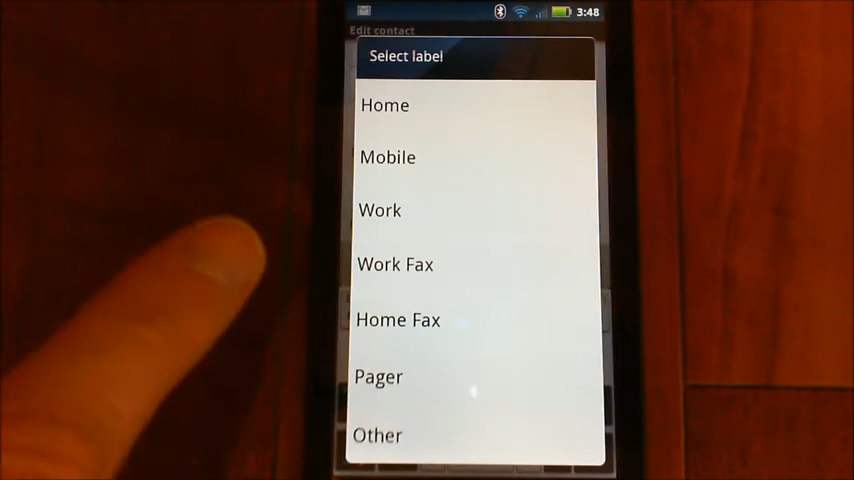 3:48
Edit contact
Select label
Home
Mobile
Work
Work Fax
Home Fax
Pager
Other